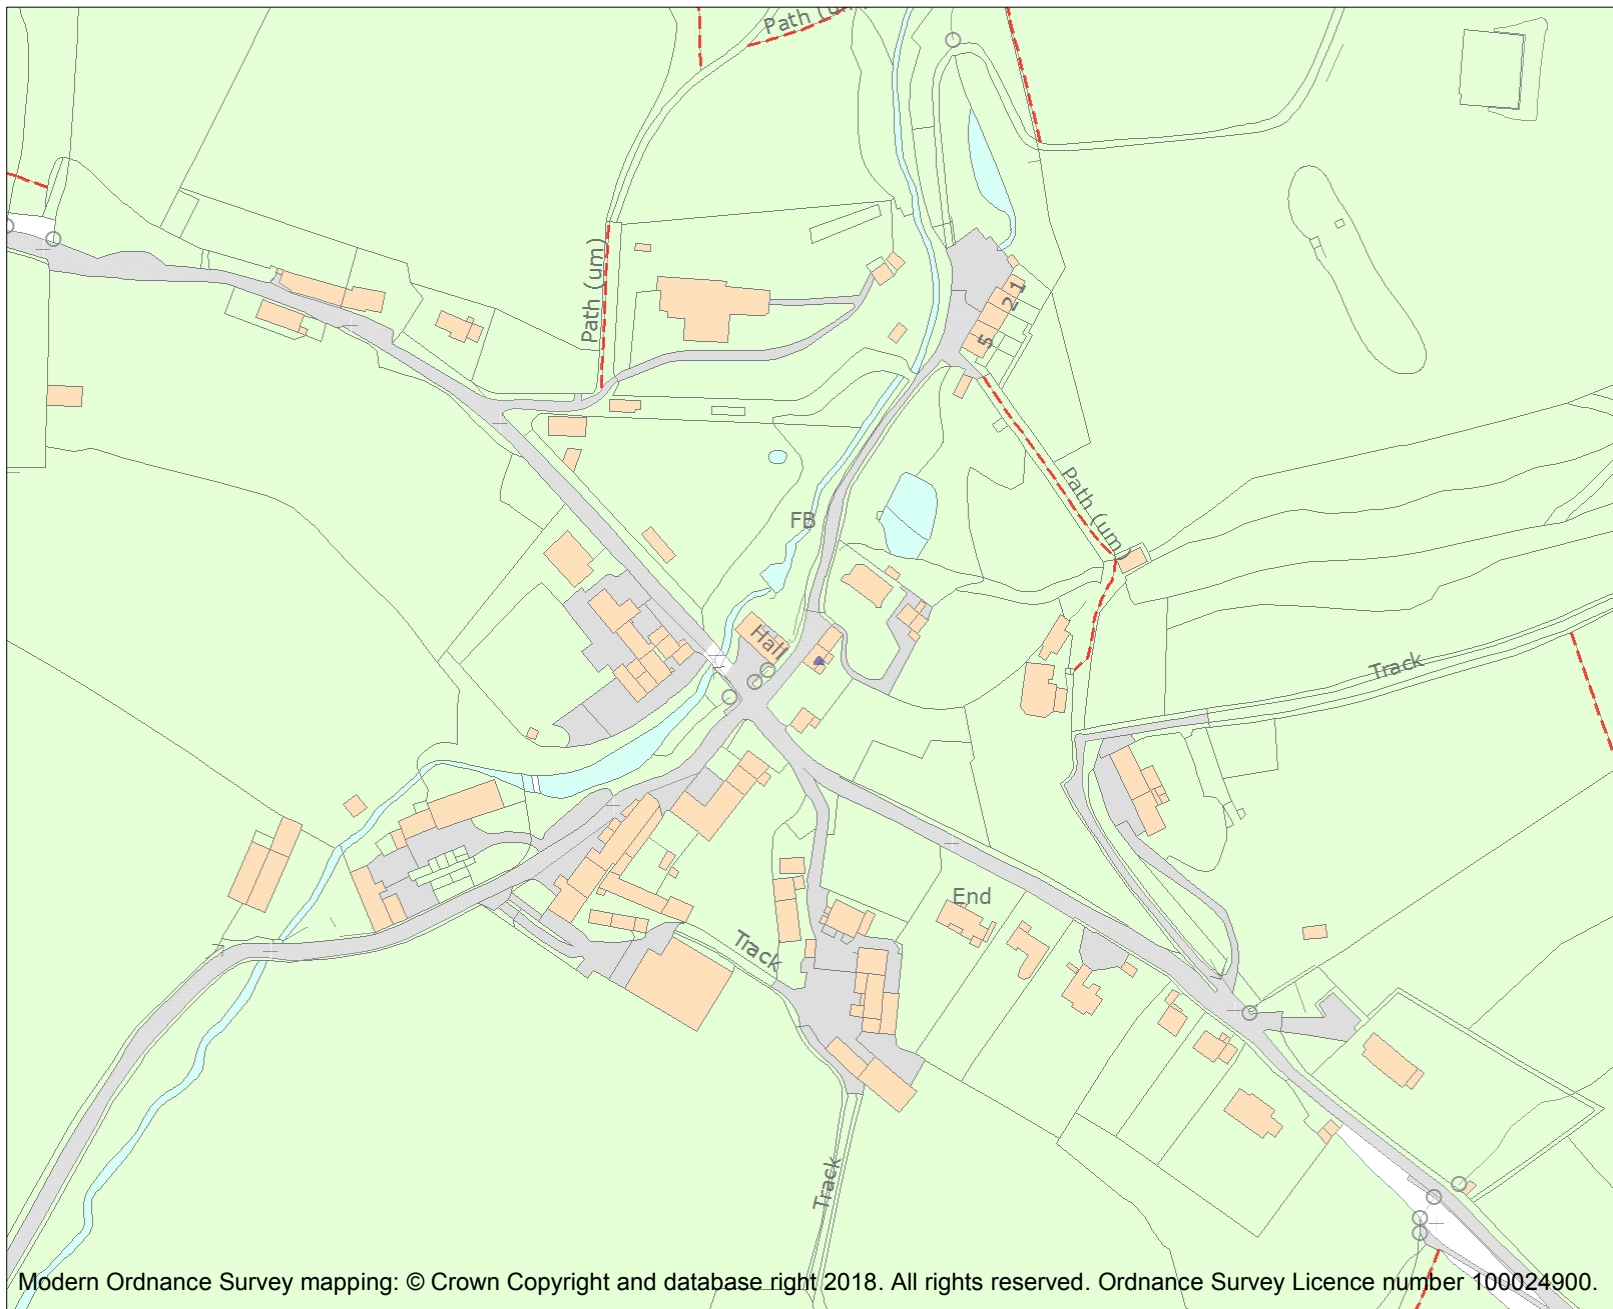 Path (um)
Path (um)
2 1
5
Path (um)
FB
Hall
Track
End
Track
Track
Modern Ordnance Survey mapping: © Crown Copyright and database right 2018. All rights reserved. Ordnance Survey Licence number 100024900.